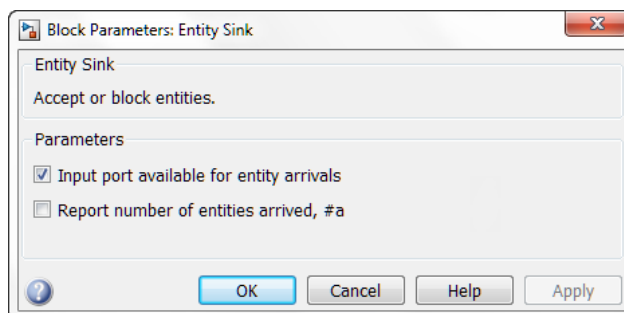 Block Parameters: Entity Sink
Entity Sink
Accept or block entities.
Parameters
Input port available for entity arrivals
Report number of entities arrived, #a
OK Cancel Help Apply